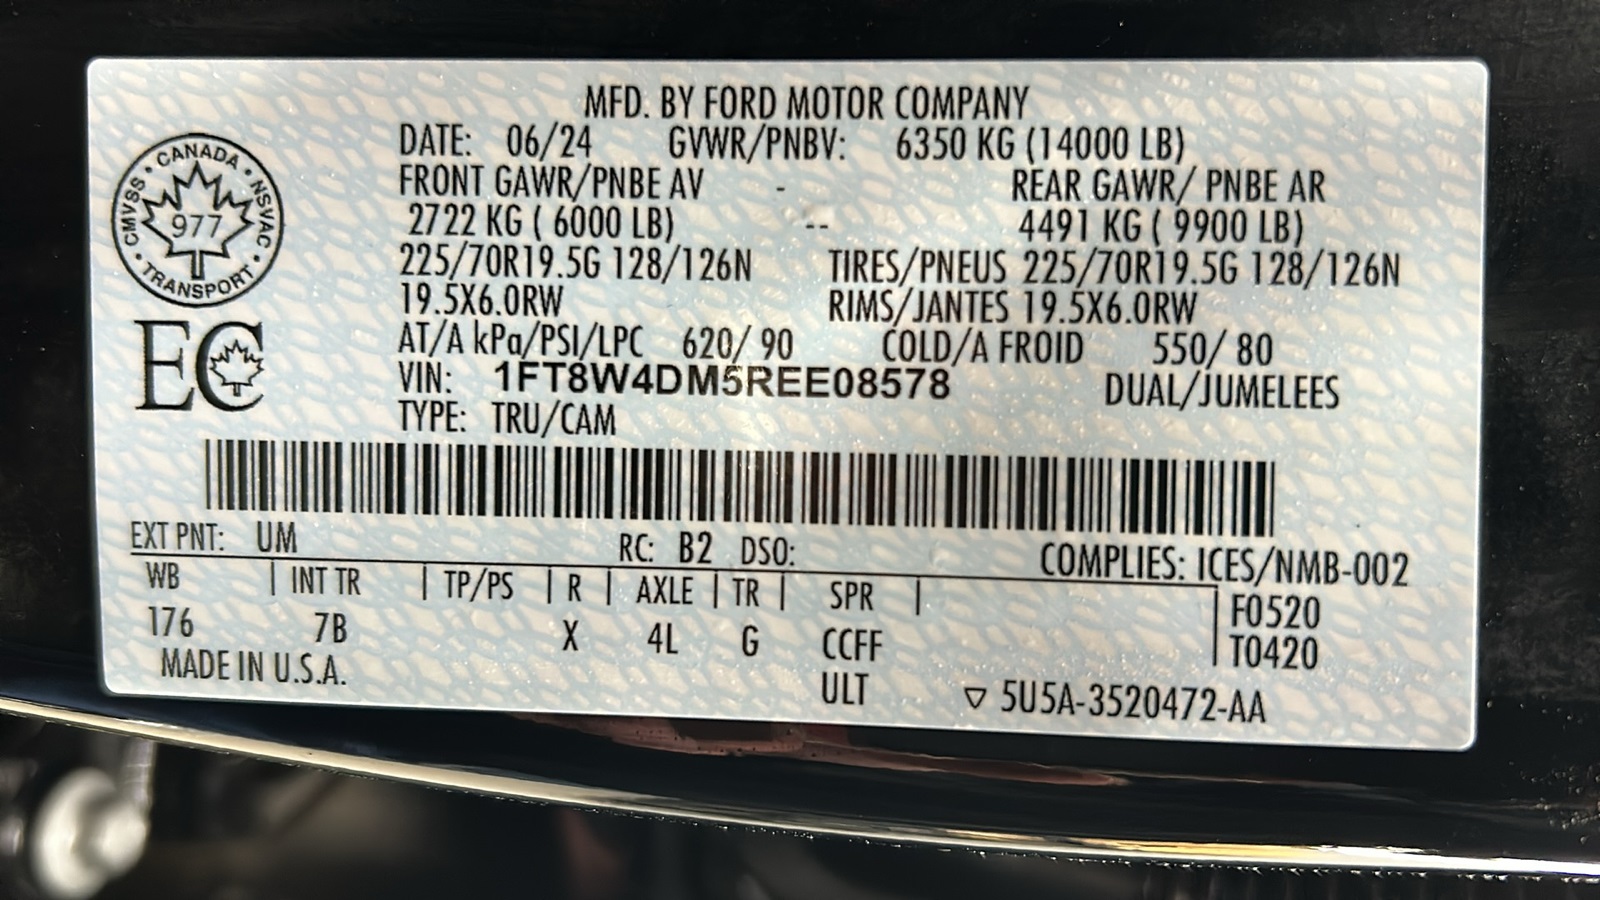 MFD. BY FORD MOTOR COMPANY
DATE: 06/24 GVWR/PNBV: 6350 KG (14000 LB)
FRONT GAWR/PNBE AV - REAR GAWR/ PNBE AR
2722 KG ( 6000 LB) -- 4491 KG ( 9900 LB)
225/70R19.5G 128/126N TIRES/PNEUS 225/70R19.5G 128/126N
19.5X6.0RW RIMS/JANTES 19.5X6.0RW
AT/A kPa/PSI/LPC 620/ 90 COLD/A FROID 550/ 80
VIN: 1FT8W4DM5REE08578 DUAL/JUMELEES
TYPE: TRU/CAM
CANADA
CMVSS 977 NSVAC
TRANSPORT
EC
EXT PNT: UM RC: B2 DSO: COMPLIES: ICES/NMB-002
WB | INT TR | TP/PS | R | AXLE | TR | SPR | F0520
176 7B X 4L G CCFF T0420
MADE IN U.S.A. ULT ▽ 5U5A-3520472-AA